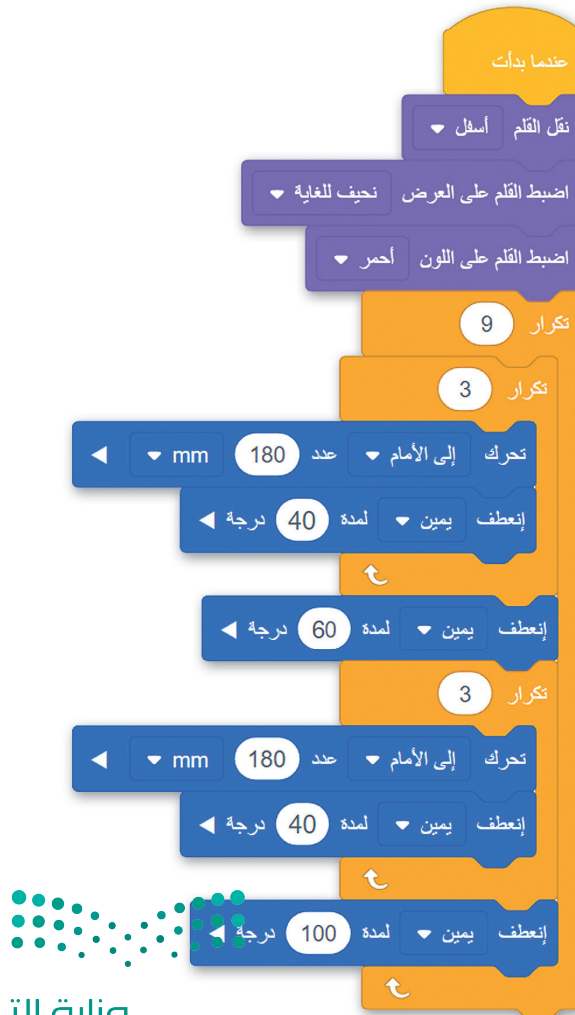 عندما بدأت
نقل القلم أسفل
اضبط القلم على العرض نحيف للغاية
اضبط القلم على اللون أحمر
تكرار 9
تكرار 3
تحرك إلى الأمام عدد 180 mm
إنعطف يمين لمدة 40 درجة
إنعطف يمين لمدة 60 درجة
تكرار 3
تحرك إلى الأمام عدد 180 mm
إنعطف يمين لمدة 40 درجة
إنعطف يمين لمدة 100 درجة
وزارة الت